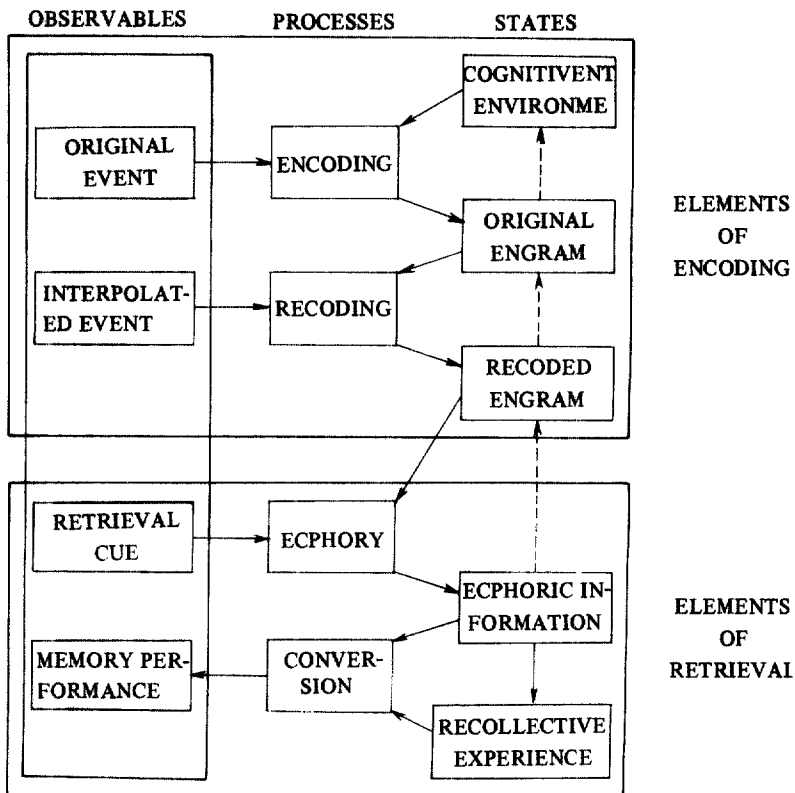 OBSERVABLES PROCESSES STATES
COGNITIVENT
ENVIRONME
ORIGINAL
EVENT
ENCODING
ORIGINAL
ENGRAM
ELEMENTS
OF
ENCODING
INTERPOLAT-
ED EVENT
RECODING
RECODED
ENGRAM
RETRIEVAL
CUE
ECPHORY
ECPHORIC IN-
FORMATION
ELEMENTS
OF
RETRIEVAL
MEMORY PER-
FORMANCE
CONVER-
SION
RECOLLECTIVE
EXPERIENCE